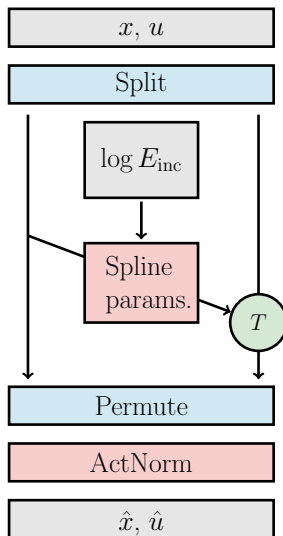 x, u
Split
log E_inc
Spline
params.
T
Permute
ActNorm
x̂, û